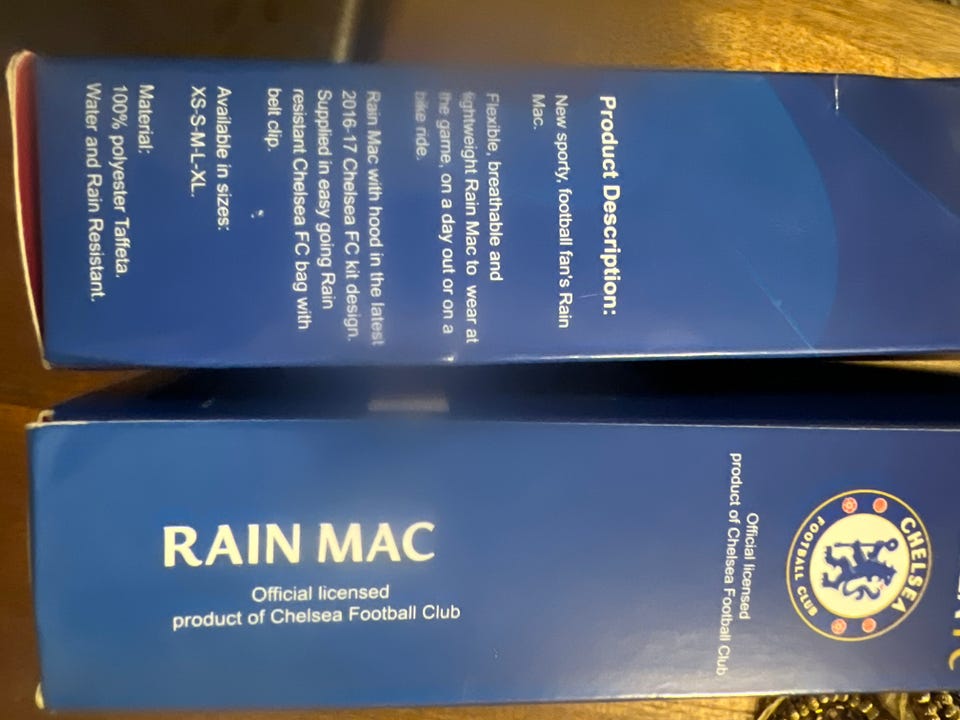 Product Description:
New sporty, football fan's Rain
Mac.
Flexible, breathable and
lightweight Rain Mac to wear at
the game, on a day out or on a
bike ride.
Rain Mac with hood in the latest
2016-17 Chelsea FC kit design.
Supplied in easy going Rain
resistant Chelsea FC bag with
belt clip.
Available in sizes:
XS-S-M-L-XL.
Material:
100% polyester Taffeta.
Water and Rain Resistant.
RAIN MAC
Official licensed
product of Chelsea Football Club
Official licensed
product of Chelsea Football Club
CHELSEA
FOOTBALL CLUB